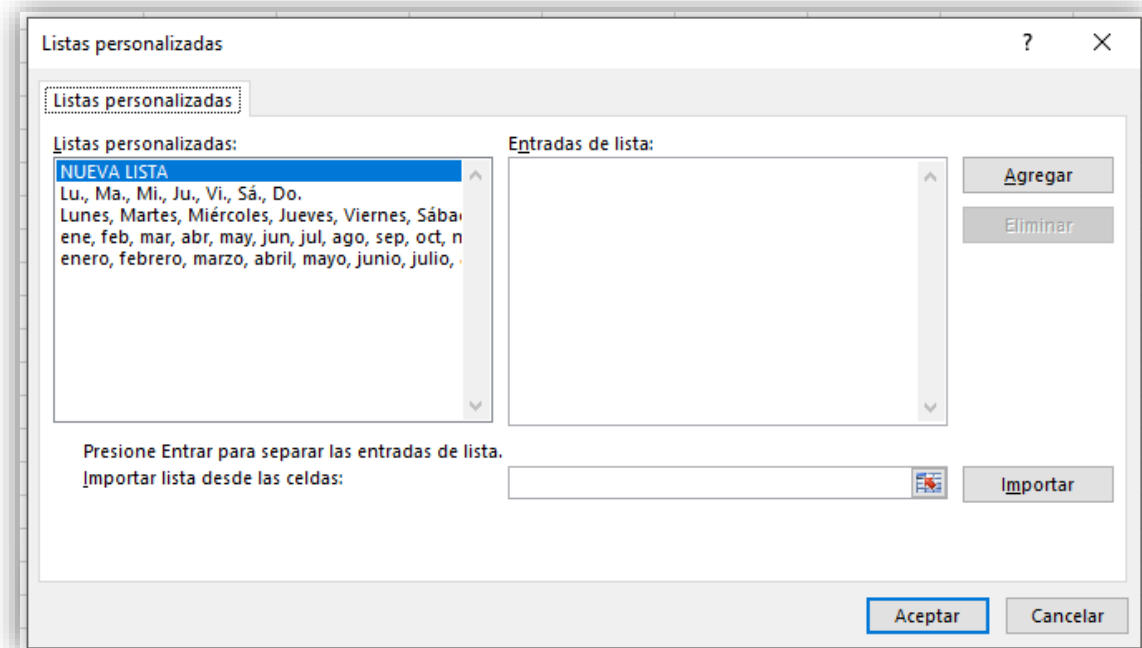 Listas personalizadas
Listas personalizadas
Listas personalizadas:
Entradas de lista:
NUEVA LISTA
Lu., Ma., Mi., Ju., Vi., Sá., Do.
Lunes, Martes, Miércoles, Jueves, Viernes, Sába
ene, feb, mar, abr, may, jun, jul, ago, sep, oct, n
enero, febrero, marzo, abril, mayo, junio, julio,
Agregar
Eliminar
Presione Entrar para separar las entradas de lista.
Importar lista desde las celdas:
Importar
Aceptar
Cancelar